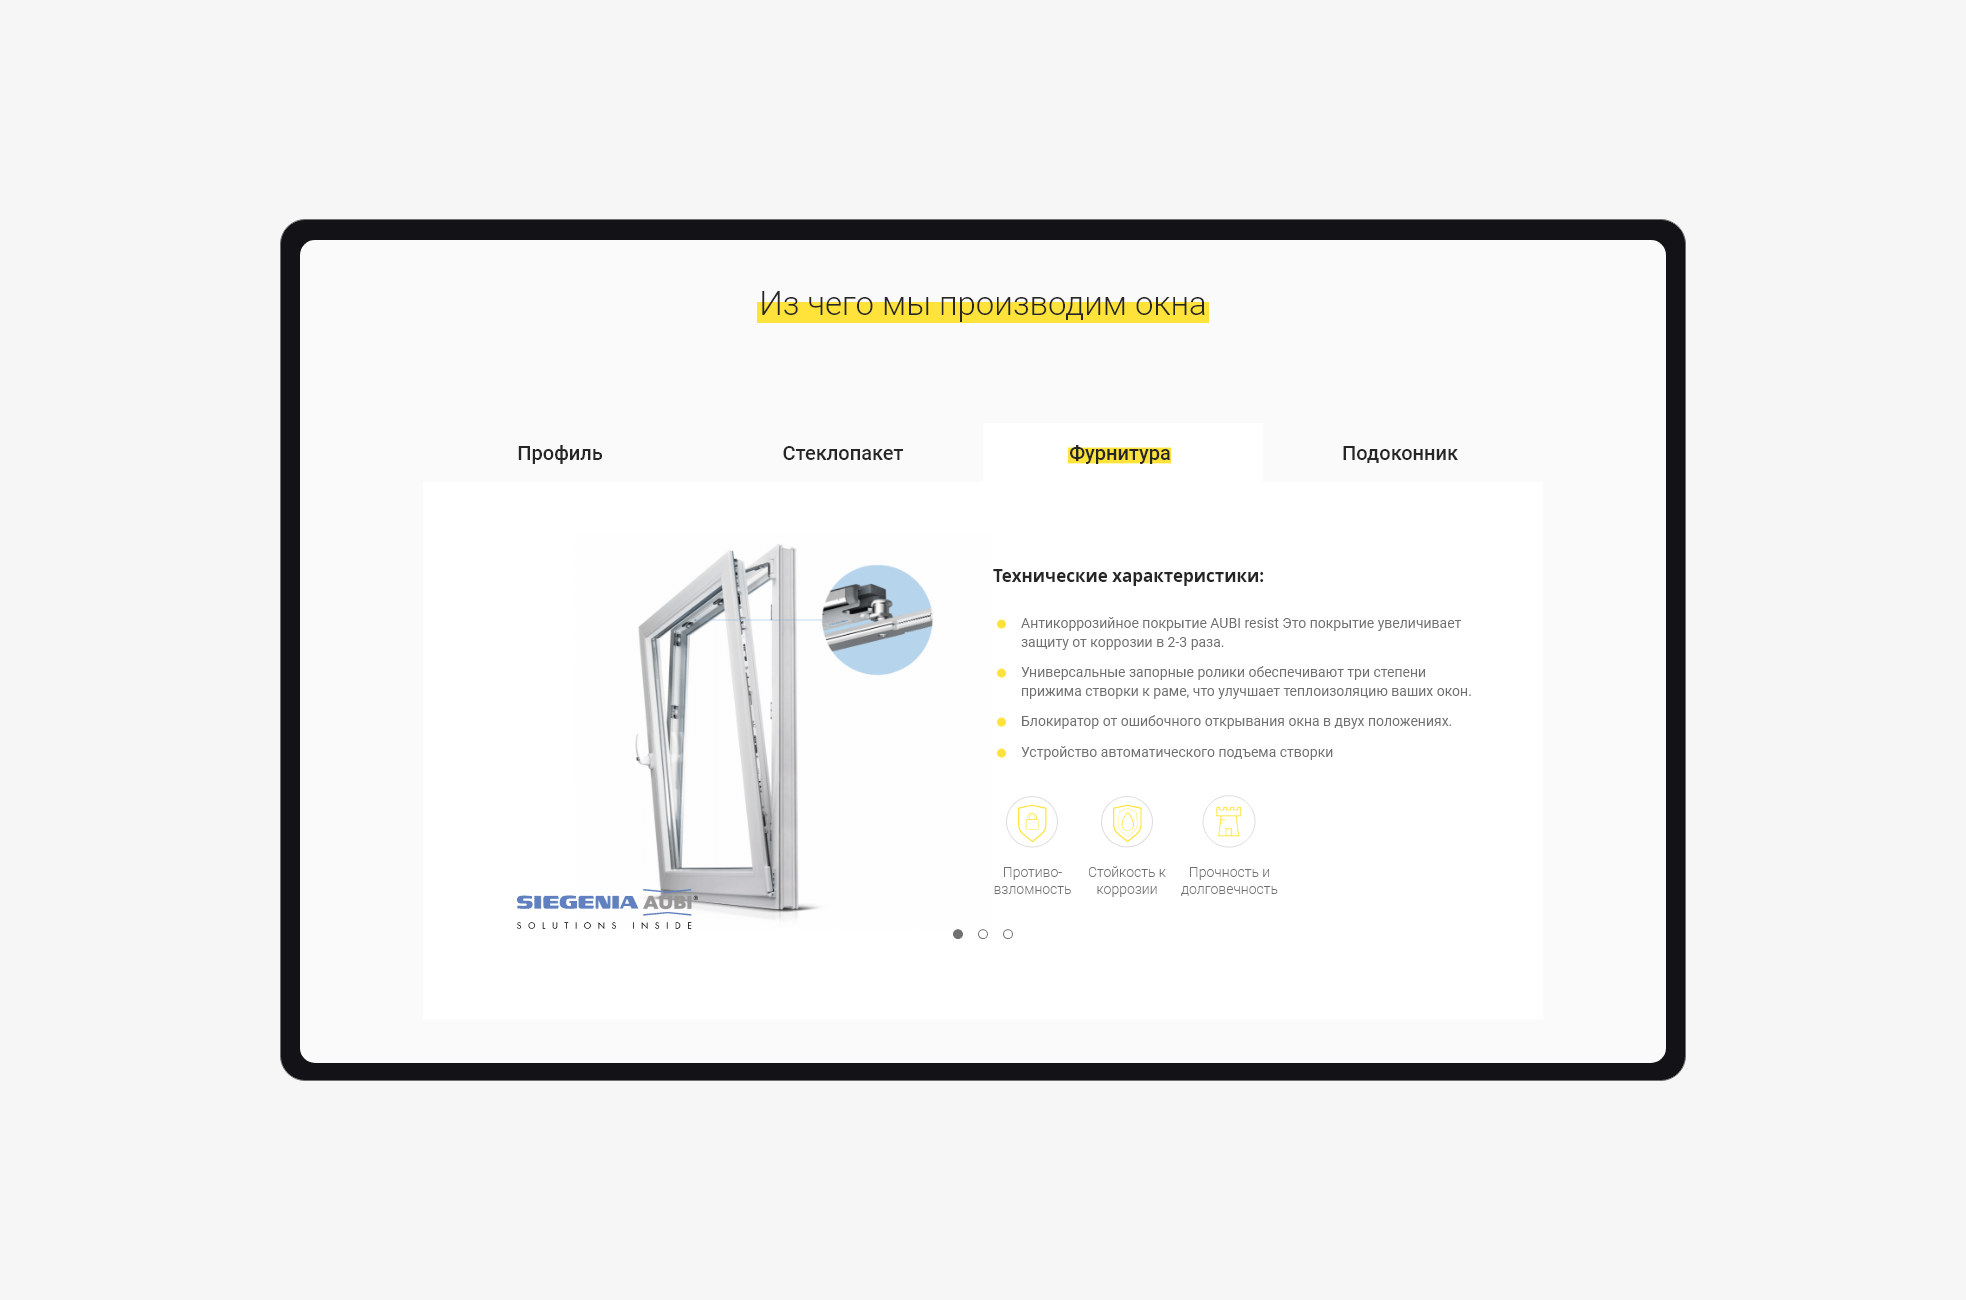 Из чего мы производим окна
Профиль
Стеклопакет
Фурнитура
Подоконник
Технические характеристики:
Антикоррозийное покрытие AUBI resist Это покрытие увеличивает
защиту от коррозии в 2-3 раза.
Универсальные запорные ролики обеспечивают три степени
прижима створки к раме, что улучшает теплоизоляцию ваших окон.
Блокиратор от ошибочного открывания окна в двух положениях.
Устройство автоматического подъема створки
Противо-
взломность
Стойкость к
коррозии
Прочность и
долговечность
SIEGENIA AUBI®
SOLUTIONS INSIDE